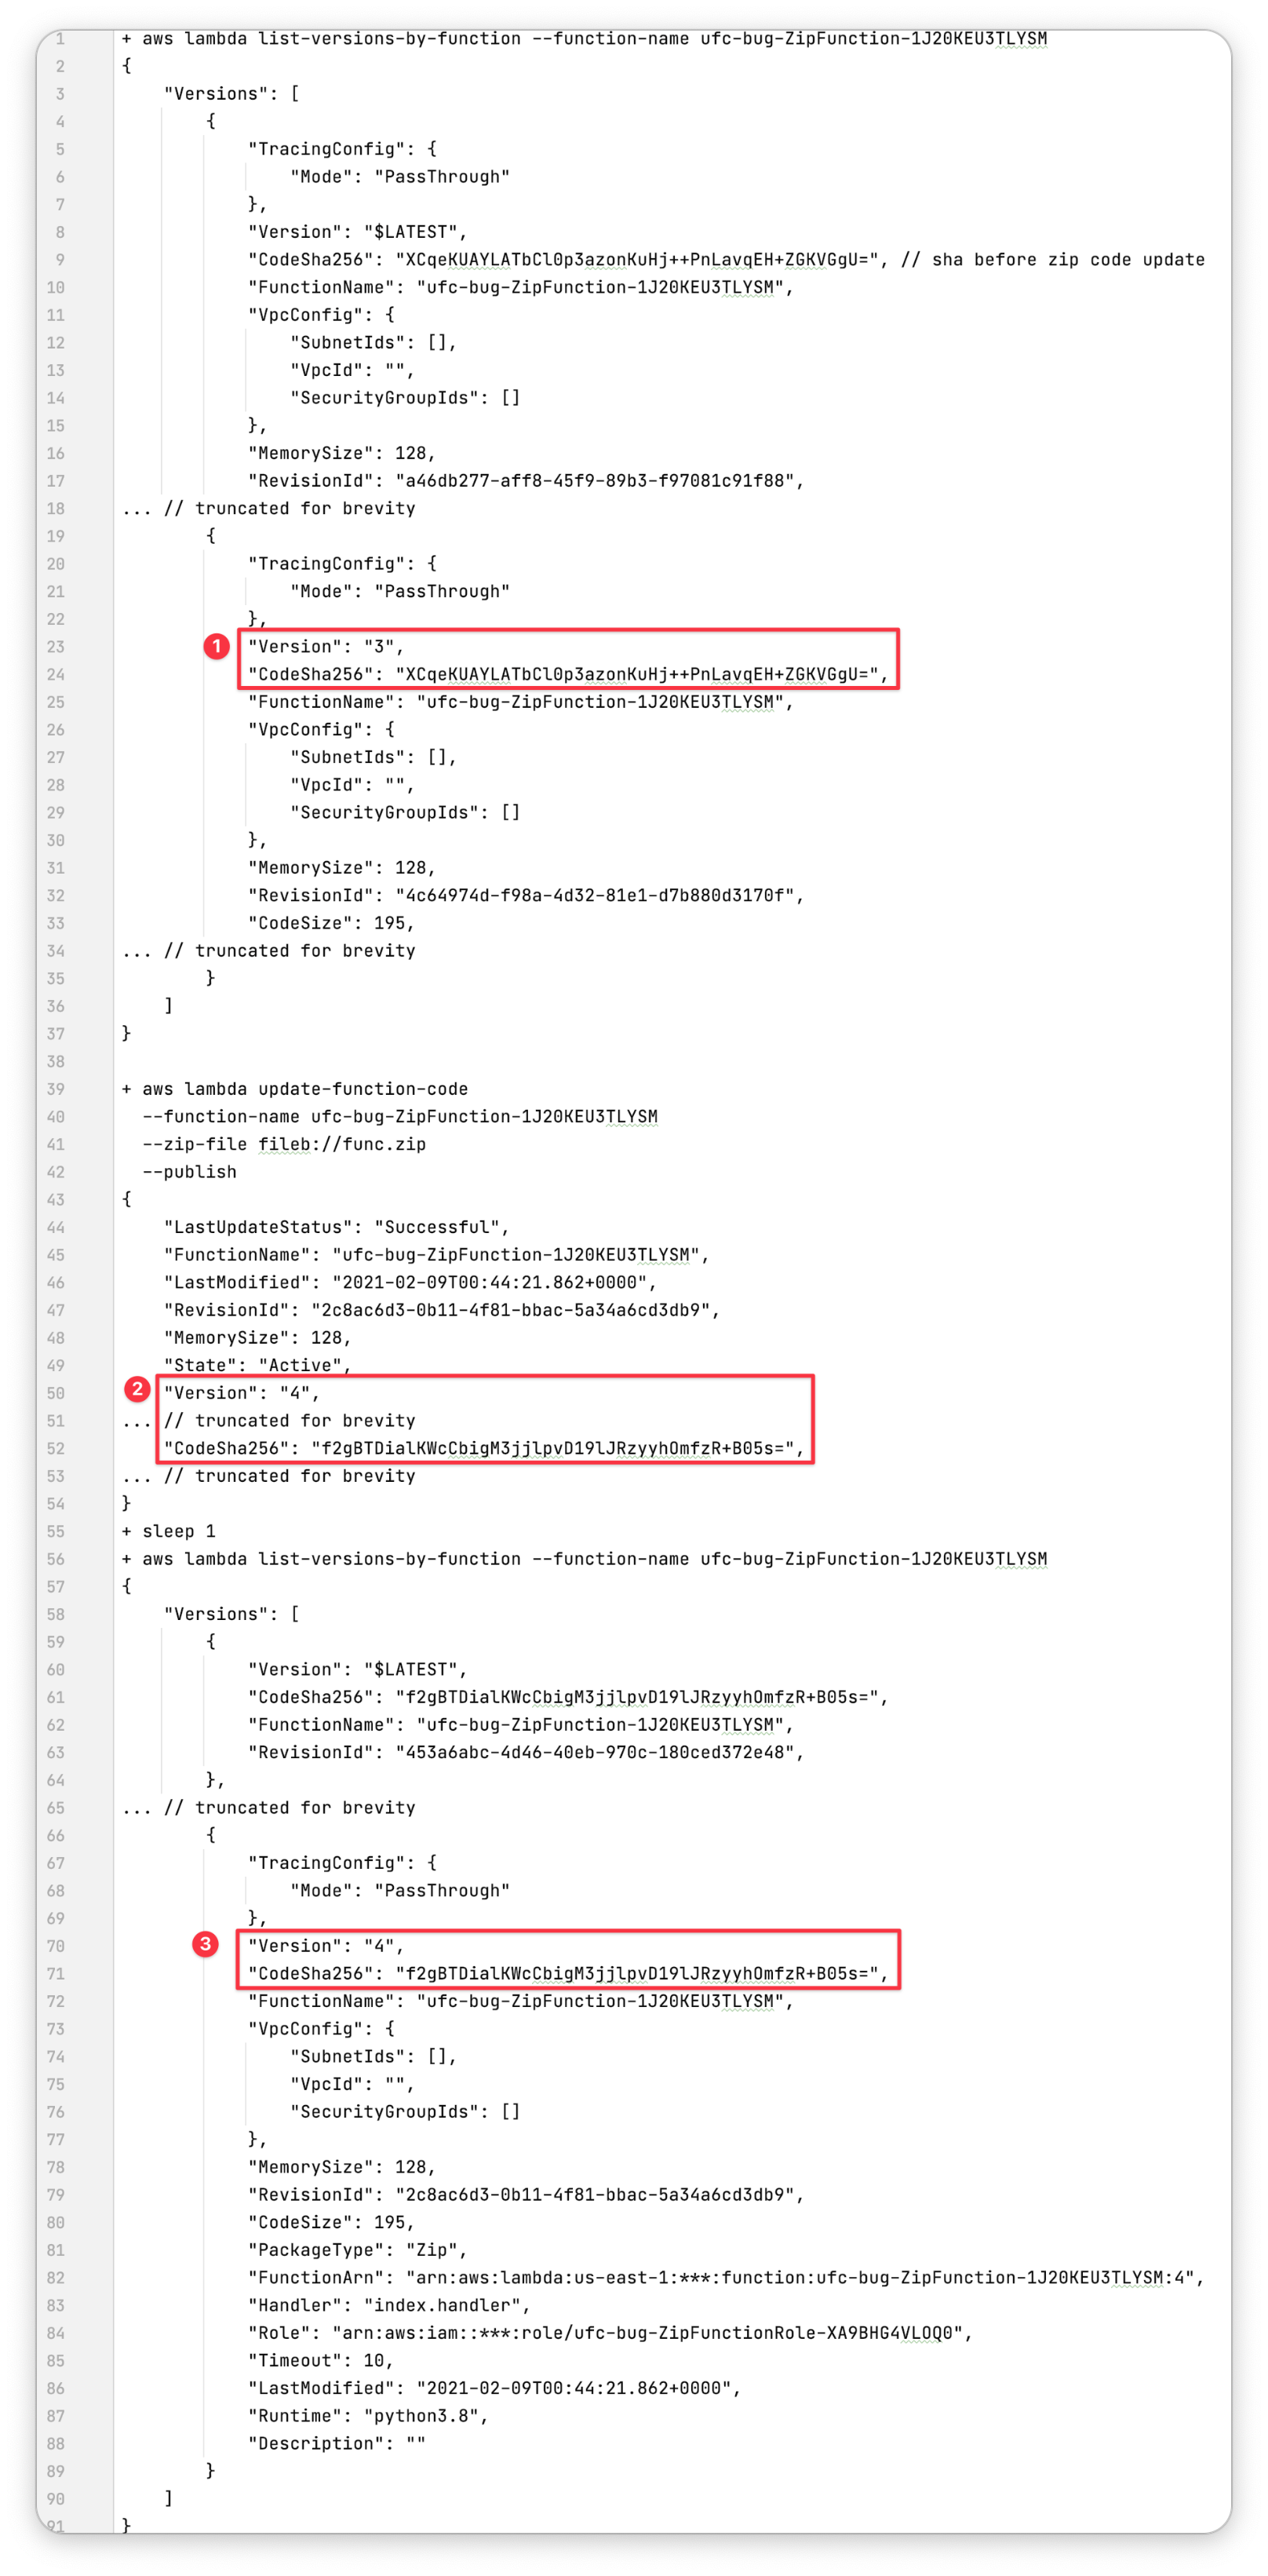 1 + aws lambda list-versions-by-function --function-name ufc-bug-ZipFunction-1J20KEU3TLYSM
2 {
3     "Versions": [
4         {
5             "TracingConfig": {
6                 "Mode": "PassThrough"
7             },
8             "Version": "$LATEST",
9             "CodeSha256": "XCqeKUAYLATbCl0p3azonKuHj++PnLavqEH+ZGKVGgU=", // sha before zip code update
10             "FunctionName": "ufc-bug-ZipFunction-1J20KEU3TLYSM",
11             "VpcConfig": {
12                 "SubnetIds": [],
13                 "VpcId": "",
14                 "SecurityGroupIds": []
15             },
16             "MemorySize": 128,
17             "RevisionId": "a46db277-aff8-45f9-89b3-f97081c91f88",
18 ... // truncated for brevity
19         {
20             "TracingConfig": {
21                 "Mode": "PassThrough"
22             },
1
23             "Version": "3",
24             "CodeSha256": "XCqeKUAYLATbCl0p3azonKuHj++PnLavqEH+ZGKVGgU=",
25             "FunctionName": "ufc-bug-ZipFunction-1J20KEU3TLYSM",
26             "VpcConfig": {
27                 "SubnetIds": [],
28                 "VpcId": "",
29                 "SecurityGroupIds": []
30             },
31             "MemorySize": 128,
32             "RevisionId": "4c64974d-f98a-4d32-81e1-d7b880d3170f",
33             "CodeSize": 195,
34 ... // truncated for brevity
35         }
36     ]
37 }
38
39 + aws lambda update-function-code
40   --function-name ufc-bug-ZipFunction-1J20KEU3TLYSM
41   --zip-file fileb://func.zip
42   --publish
43 {
44     "LastUpdateStatus": "Successful",
45     "FunctionName": "ufc-bug-ZipFunction-1J20KEU3TLYSM",
46     "LastModified": "2021-02-09T00:44:21.862+0000",
47     "RevisionId": "2c8ac6d3-0b11-4f81-bbac-5a34a6cd3db9",
48     "MemorySize": 128,
49     "State": "Active",
2
50     "Version": "4",
51 ... // truncated for brevity
52     "CodeSha256": "f2gBTDialKWcCbigM3jjlpvD19lJRzyyhOmfzR+B05s=",
53 ... // truncated for brevity
54 }
55 + sleep 1
56 + aws lambda list-versions-by-function --function-name ufc-bug-ZipFunction-1J20KEU3TLYSM
57 {
58     "Versions": [
59         {
60             "Version": "$LATEST",
61             "CodeSha256": "f2gBTDialKWcCbigM3jjlpvD19lJRzyyhOmfzR+B05s=",
62             "FunctionName": "ufc-bug-ZipFunction-1J20KEU3TLYSM",
63             "RevisionId": "453a6abc-4d46-40eb-970c-180ced372e48",
64         },
65 ... // truncated for brevity
66         {
67             "TracingConfig": {
68                 "Mode": "PassThrough"
69             },
3
70             "Version": "4",
71             "CodeSha256": "f2gBTDialKWcCbigM3jjlpvD19lJRzyyhOmfzR+B05s=",
72             "FunctionName": "ufc-bug-ZipFunction-1J20KEU3TLYSM",
73             "VpcConfig": {
74                 "SubnetIds": [],
75                 "VpcId": "",
76                 "SecurityGroupIds": []
77             },
78             "MemorySize": 128,
79             "RevisionId": "2c8ac6d3-0b11-4f81-bbac-5a34a6cd3db9",
80             "CodeSize": 195,
81             "PackageType": "Zip",
82             "FunctionArn": "arn:aws:lambda:us-east-1:***:function:ufc-bug-ZipFunction-1J20KEU3TLYSM:4",
83             "Handler": "index.handler",
84             "Role": "arn:aws:iam::***:role/ufc-bug-ZipFunctionRole-XA9BHG4VLOQ0",
85             "Timeout": 10,
86             "LastModified": "2021-02-09T00:44:21.862+0000",
87             "Runtime": "python3.8",
88             "Description": ""
89         }
90     ]
91 }